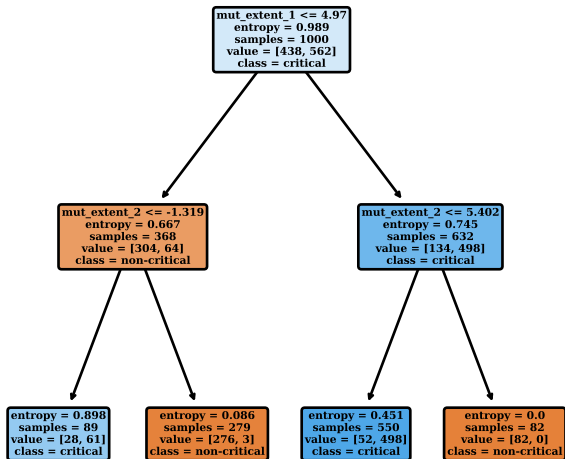 mut_extent_1 <= 4.97
entropy = 0.989
samples = 1000
value = [438, 562]
class = critical
mut_extent_2 <= -1.319
entropy = 0.667
samples = 368
value = [304, 64]
class = non-critical
mut_extent_2 <= 5.402
entropy = 0.745
samples = 632
value = [134, 498]
class = critical
entropy = 0.898
samples = 89
value = [28, 61]
class = critical
entropy = 0.086
samples = 279
value = [276, 3]
class = non-critical
entropy = 0.451
samples = 550
value = [52, 498]
class = critical
entropy = 0.0
samples = 82
value = [82, 0]
class = non-critical